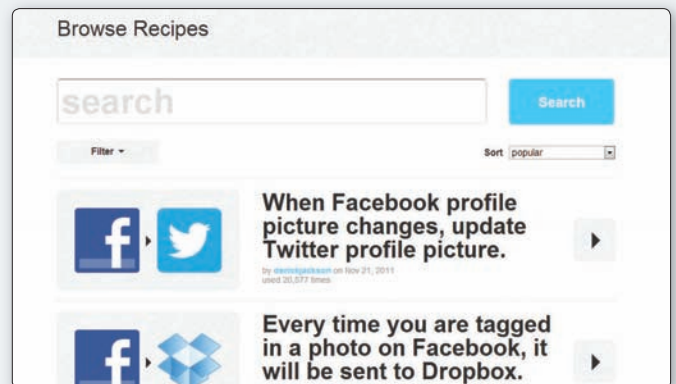 Browse Recipes
search
Search
Filter
Sort popular
When Facebook profile
picture changes, update
Twitter profile picture.
by on Nov 21, 2011
used 20,577 times
Every time you are tagged
in a photo on Facebook, it
will be sent to Dropbox.